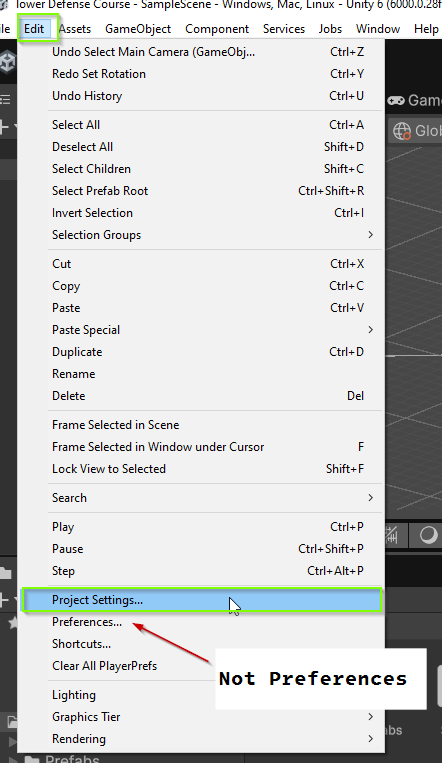 Tower Defense Course - SampleScene - Windows, Mac, Linux - Unity 6 (6000.0.28f
Edit Assets GameObject Component Services Jobs Window Help
Undo Select Main Camera (GameObj... Ctrl+Z
Redo Set Rotation Ctrl+Y
Undo History Ctrl+U
Select All Ctrl+A
Deselect All Shift+D
Select Children Shift+C
Select Prefab Root Ctrl+Shift+R
Invert Selection Ctrl+I
Selection Groups >
Cut Ctrl+X
Copy Ctrl+C
Paste Ctrl+V
Paste Special >
Duplicate Ctrl+D
Rename
Delete Del
Frame Selected in Scene
Frame Selected in Window under Cursor F
Lock View to Selected Shift+F
Search >
Play Ctrl+P
Pause Ctrl+Shift+P
Step Ctrl+Alt+P
Project Settings...
Preferences...
Shortcuts...
Clear All PlayerPrefs
Not Preferences
Lighting
Graphics Tier >
Rendering >
Gam
Glob
abs
Prefabs